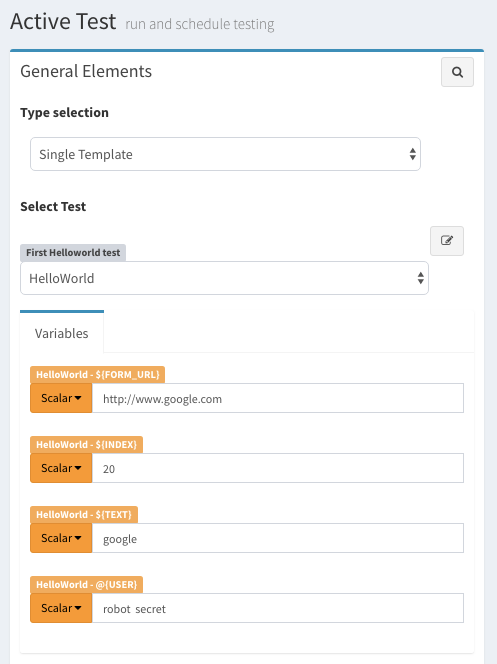 Active Test run and schedule testing
General Elements
Type selection
Single Template
Select Test
First Helloworld test
HelloWorld
Variables
HelloWorld - ${FORM_URL}
Scalar http://www.google.com
HelloWorld - ${INDEX}
Scalar 20
HelloWorld - ${TEXT}
Scalar google
HelloWorld - @{USER}
Scalar robot secret